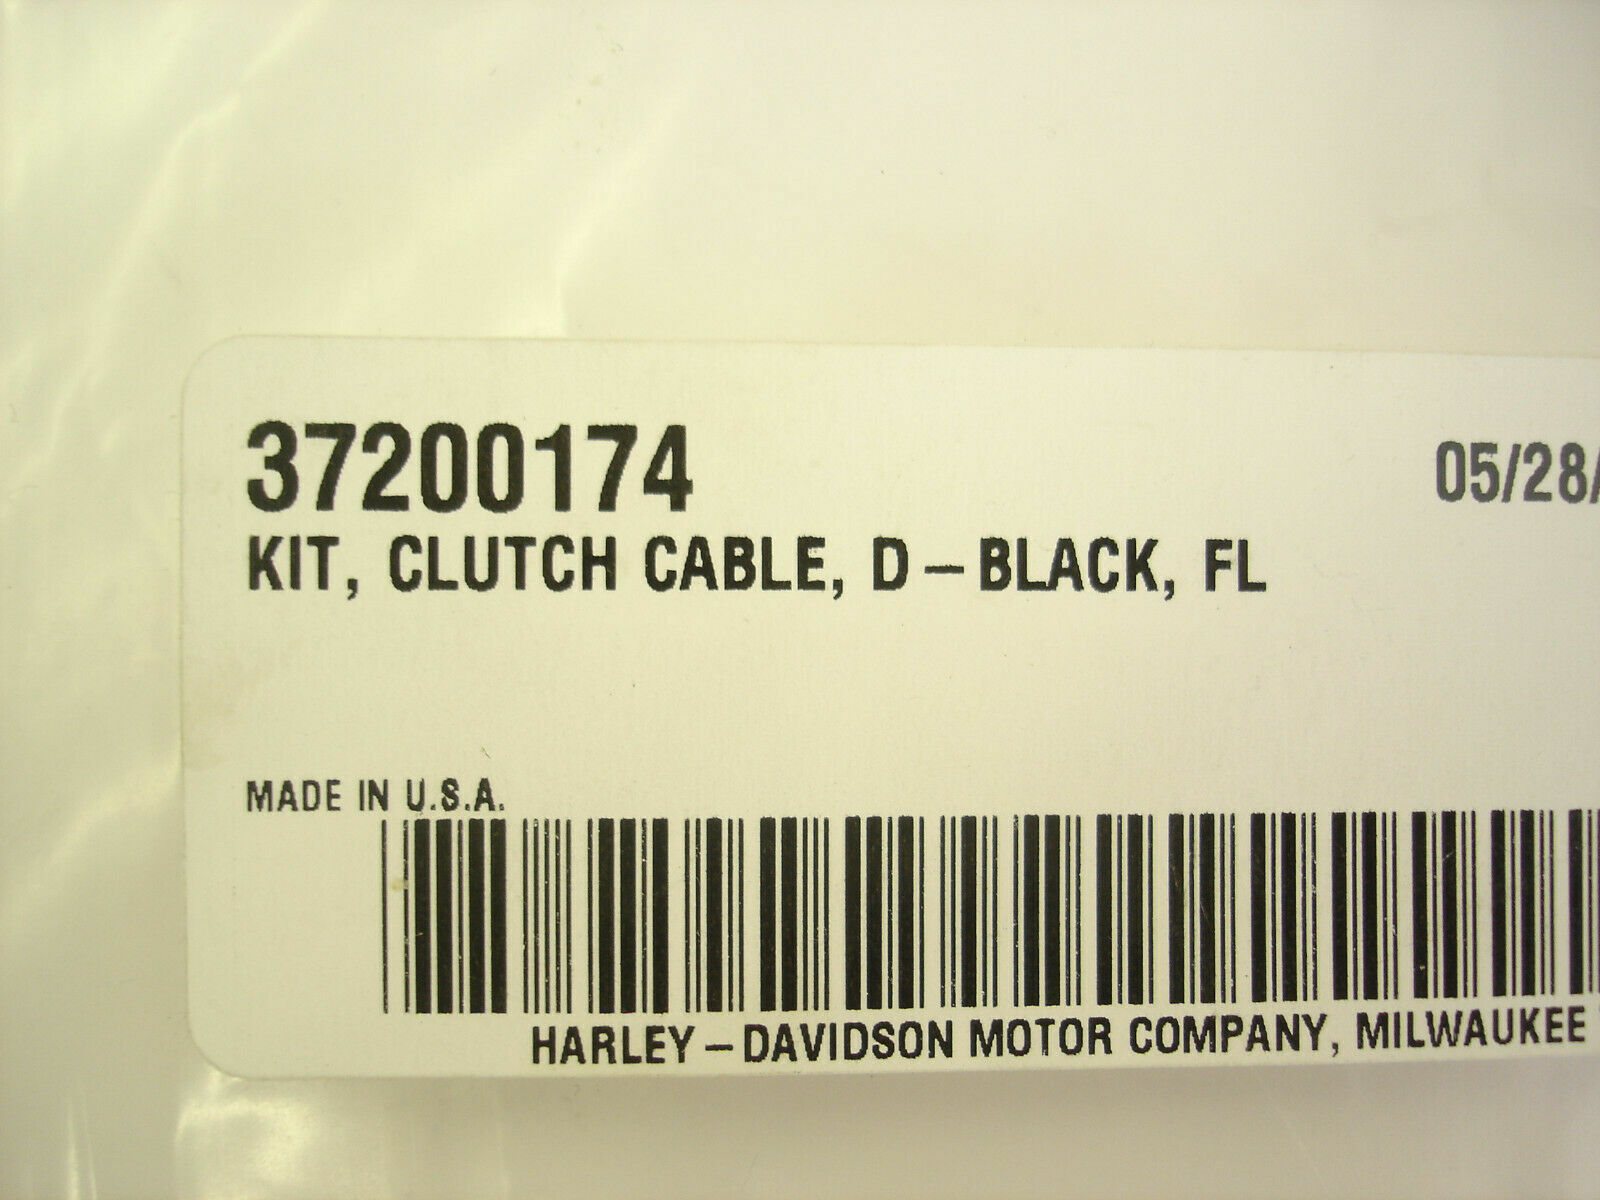 37200174 05/28/
KIT, CLUTCH CABLE, D-BLACK, FL
MADE IN U.S.A.
HARLEY-DAVIDSON MOTOR COMPANY, MILWAUKEE